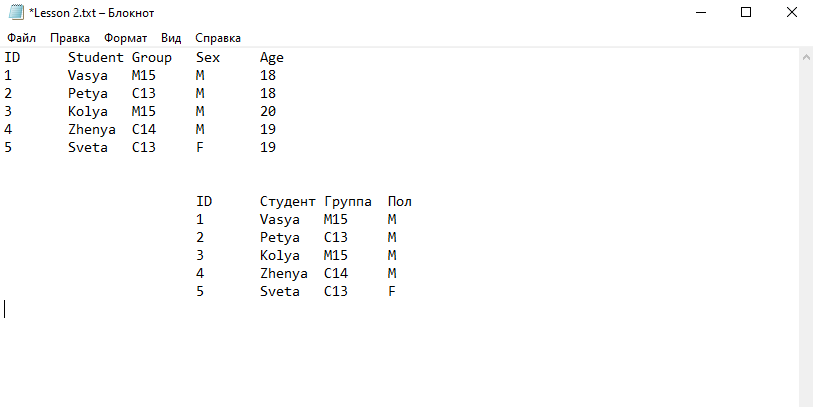 *Lesson 2.txt – Блокнот
Файл Правка Формат Вид Справка
ID Student Group Sex Age
1 Vasya M15 M 18
2 Petya C13 M 18
3 Kolya M15 M 20
4 Zhenya C14 M 19
5 Sveta C13 F 19
ID Студент Группа Пол
1 Vasya M15 M
2 Petya C13 M
3 Kolya M15 M
4 Zhenya C14 M
5 Sveta C13 F